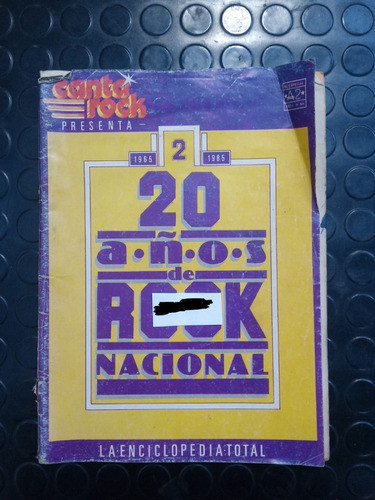 canta rock
PRESENTA
1965 2 1985
20
a·ñ·o·s
de
ROCK
NACIONAL
LA ENCICLOPEDIA TOTAL